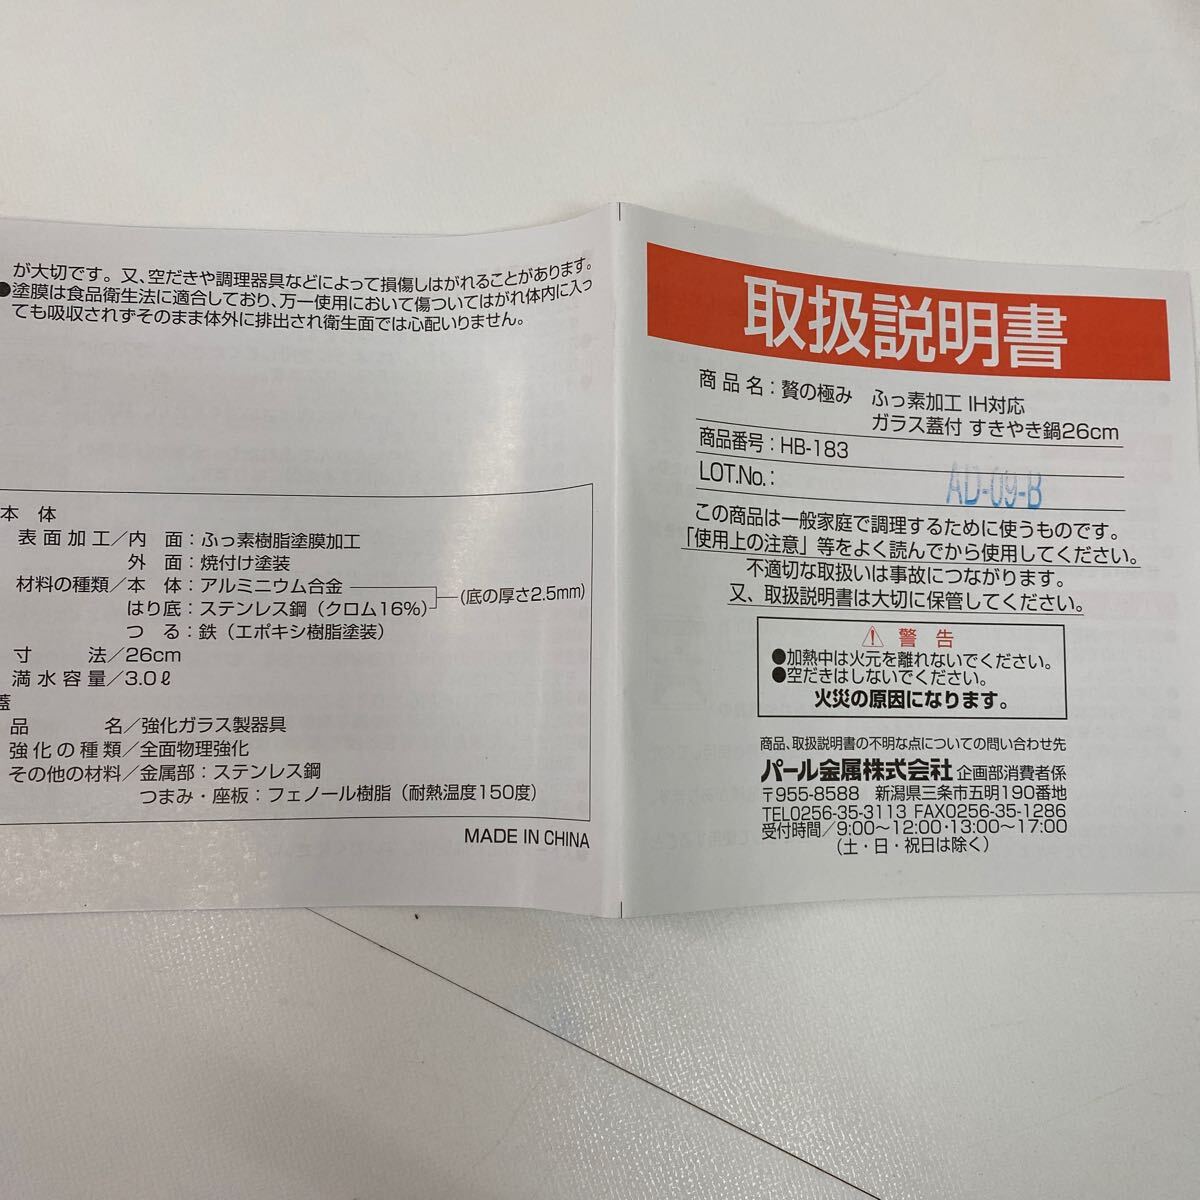 が大切です。又、空だきや調理器具などによって損傷しはがれることがあります。
●塗膜は食品衛生法に適合しており、万一使用において傷ついてはがれ体内に入っ
ても吸収されずそのまま体外に排出され衛生面では心配いりません。
本体
表面加工/内面:ふっ素樹脂塗膜加工
外面:焼付け塗装
材料の種類/本体:アルミニウム合金
はり底:ステンレス鋼(クロム16%)
(底の厚さ2.5mm)
つる:鉄(エポキシ樹脂塗装)
寸法/26cm
満水容量/3.0ℓ
蓋
品名/強化ガラス製器具
強化の種類/全面物理強化
その他の材料/金属部:ステンレス鋼
つまみ・座板:フェノール樹脂(耐熱温度150度)
MADE IN CHINA
取扱説明書
商品名:贅の極み ふっ素加工 IH対応
ガラス蓋付 すきやき鍋26cm
商品番号:HB-183
LOT.No.: AD-09-B
この商品は一般家庭で調理するために使うものです。
「使用上の注意」等をよく読んでから使用してください。
不適切な取扱いは事故につながります。
又、取扱説明書は大切に保管してください。
⚠ 警告
●加熱中は火元を離れないでください。
●空だきはしないでください。
火災の原因になります。
商品、取扱説明書の不明な点についての問い合わせ先
パール金属株式会社 企画部消費者係
〒955-8588 新潟県三条市五明190番地
TEL0256-35-3113 FAX0256-35-1286
受付時間/9:00〜12:00・13:00〜17:00
(土・日・祝日は除く)